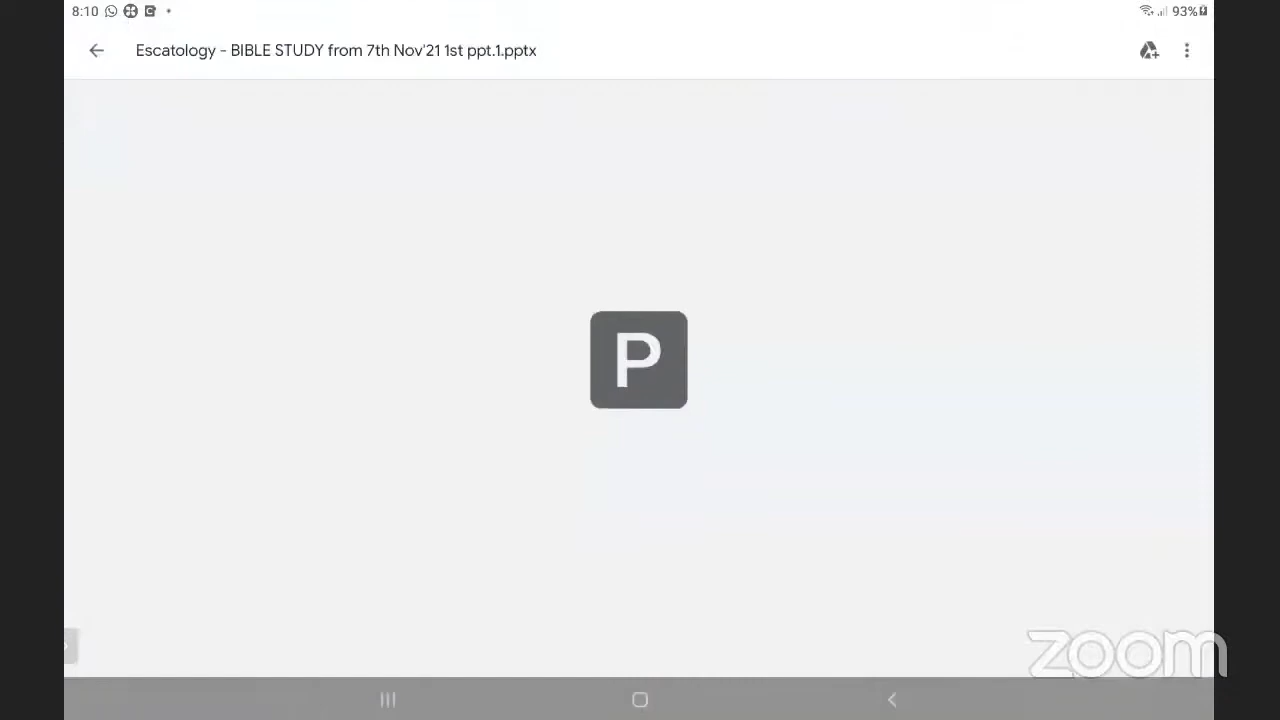 8:10
93%
Escatology - BIBLE STUDY from 7th Nov'21 1st ppt.1.pptx
P
zoom